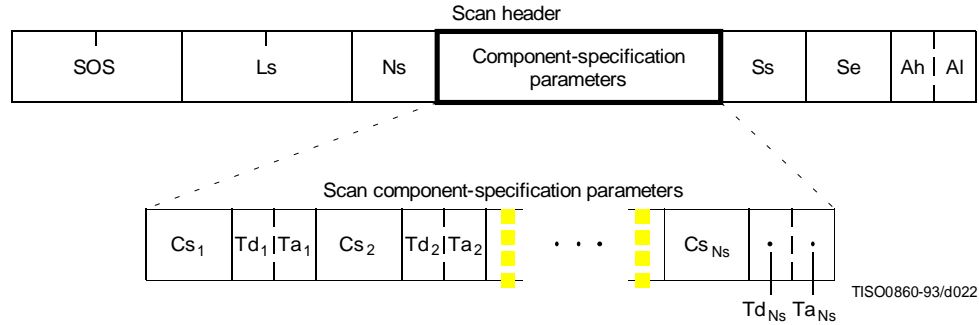 Scan header
SOS Ls Ns Component-specification parameters Ss Se Ah Al
Scan component-specification parameters
Cs1 Td1 Ta1 Cs2 Td2 Ta2 . . . CsNs
TdNs TaNs
TISO0860-93/d022